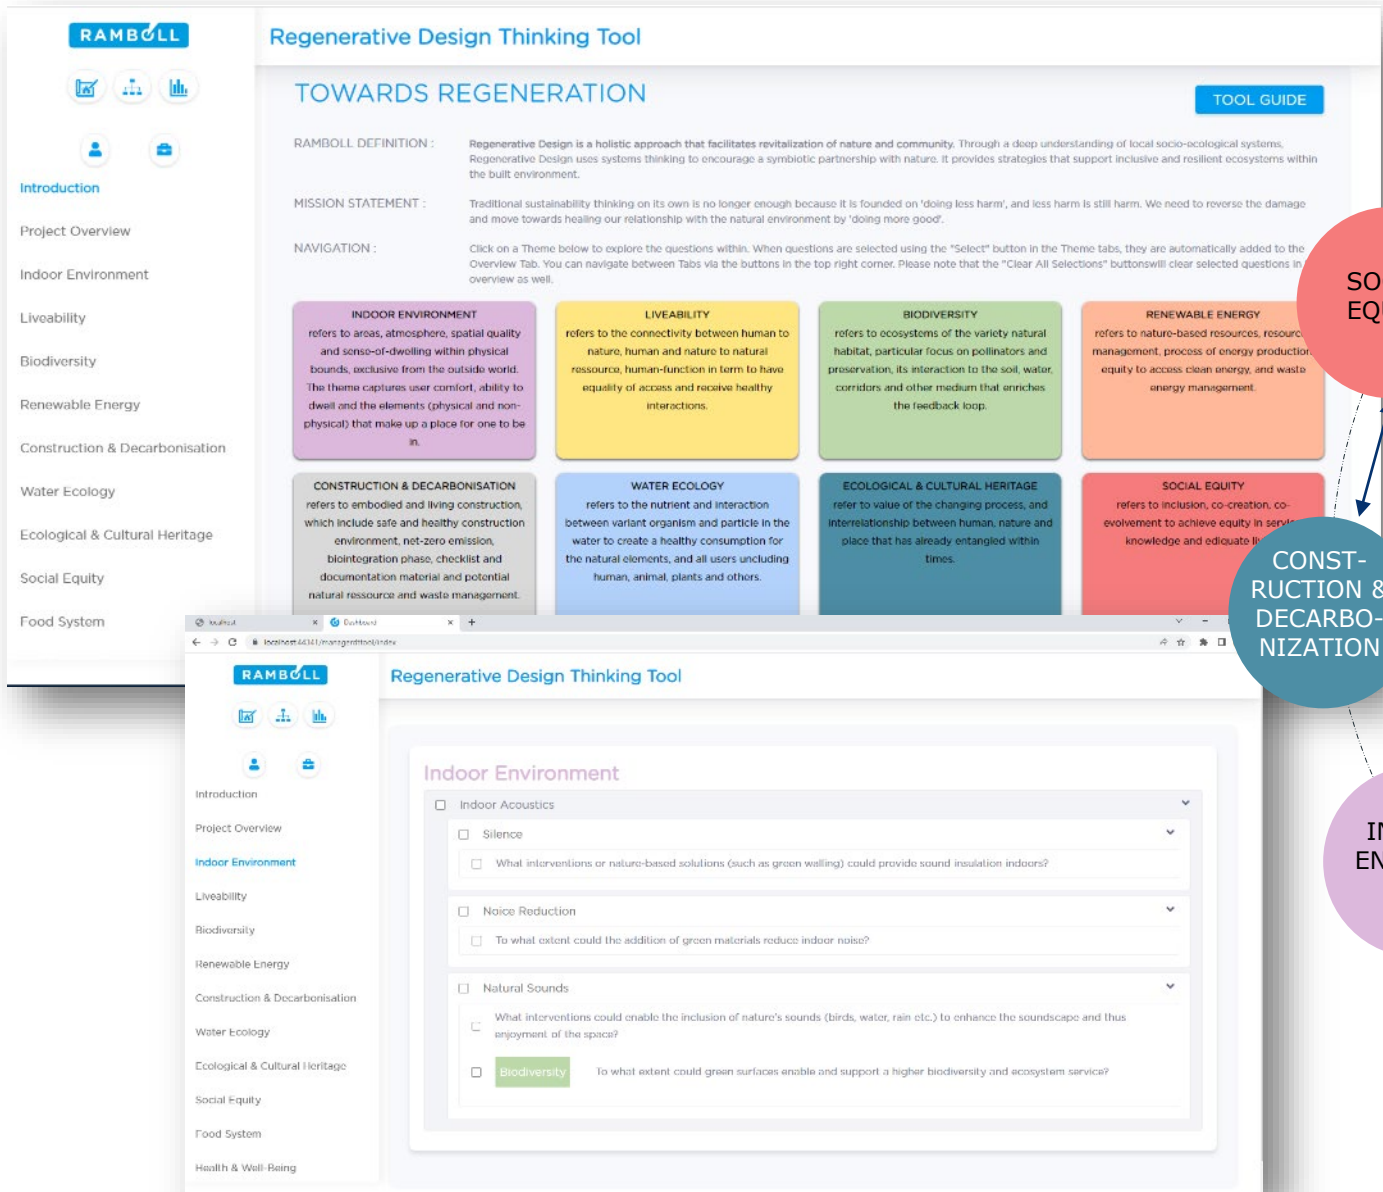 RAMBOLL
Regenerative Design Thinking Tool
TOWARDS REGENERATION
TOOL GUIDE
RAMBOLL DEFINITION :
Regenerative Design is a holistic approach that facilitates revitalization of nature and community. Through a deep understanding of local socio-ecological systems,
Regenerative Design uses systems thinking to encourage a symbiotic partnership with nature. It provides strategies that support inclusive and resilient ecosystems within
the built environment.
MISSION STATEMENT :
Traditional sustainability thinking on its own is no longer enough because it is founded on 'doing less harm', and less harm is still harm. We need to reverse the damage
and move towards healing our relationship with the natural environment by 'doing more good'.
NAVIGATION :
Click on a Theme below to explore the questions within. When questions are selected using the "Select" button in the Theme tabs, they are automatically added to the
Overview Tab. You can navigate between Tabs via the buttons in the top right corner. Please note that the "Clear All Selections" buttonswill clear selected questions in
overview as well.
Introduction
Project Overview
Indoor Environment
Liveability
Biodiversity
Renewable Energy
Construction & Decarbonisation
Water Ecology
Ecological & Cultural Heritage
Social Equity
Food System
INDOOR ENVIRONMENT
refers to areas, atmosphere, spatial quality
and sense-of-dwelling within physical
bounds, exclusive from the outside world.
The theme captures user comfort, ability to
dwell and the elements (physical and non-
physical) that make up a place for one to be
in.
LIVEABILITY
refers to the connectivity between human to
nature, human and nature to natural
ressource, human-function in term to have
equality of access and receive healthy
interactions.
BIODIVERSITY
refers to ecosystems of the variety natural
habitat, particular focus on pollinators and
preservation, its interaction to the soil, water,
corridors and other medium that enriches
the feedback loop.
RENEWABLE ENERGY
refers to nature-based resources, resourc
management, process of energy production
equity to access clean energy, and waste
energy management.
CONSTRUCTION & DECARBONISATION
refers to embodied and living construction,
which include safe and healthy construction
environment, net-zero emission,
biointegration phase, checklist and
documentation material and potential
natural ressource and waste management.
WATER ECOLOGY
refers to the nutrient and interaction
between variant organism and particle in the
water to create a healthy consumption for
the natural elements, and all users uncluding
human, animal, plants and others.
ECOLOGICAL & CULTURAL HERITAGE
refer to value of the changing process, and
interrelationship between human, nature and
place that has already entangled within
times.
SOCIAL EQUITY
refers to inclusion, co-creation, co-
evolvement to achieve equity in servi
knowledge and ediquate li
SO
EQ
CONST-
RUCTION &
DECARBO-
NIZATION
EN
localhost
Dashboard
localhost:44341/managerdttool/index
RAMBOLL
Regenerative Design Thinking Tool
Introduction
Project Overview
Indoor Environment
Liveability
Biodiversity
Renewable Energy
Construction & Decarbonisation
Water Ecology
Ecological & Cultural Heritage
Social Equity
Food System
Health & Well-Being
Indoor Environment
Indoor Acoustics
Silence
What interventions or nature-based solutions (such as green walling) could provide sound insulation indoors?
Noice Reduction
To what extent could the addition of green materials reduce indoor noise?
Natural Sounds
What interventions could enable the inclusion of nature's sounds (birds, water, rain etc.) to enhance the soundscape and thus
enjoyment of the space?
Biodiversity
To what extent could green surfaces enable and support a higher biodiversity and ecosystem service?